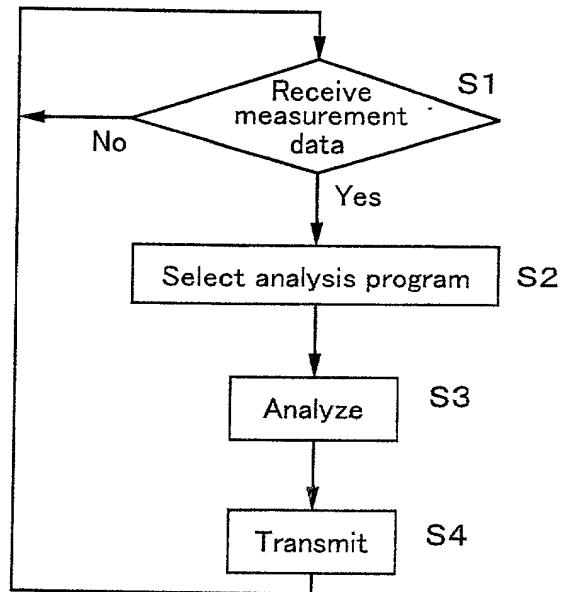 Receive
measurement
data
S1
No
Yes
Select analysis program
S2
Analyze
S3
Transmit
S4